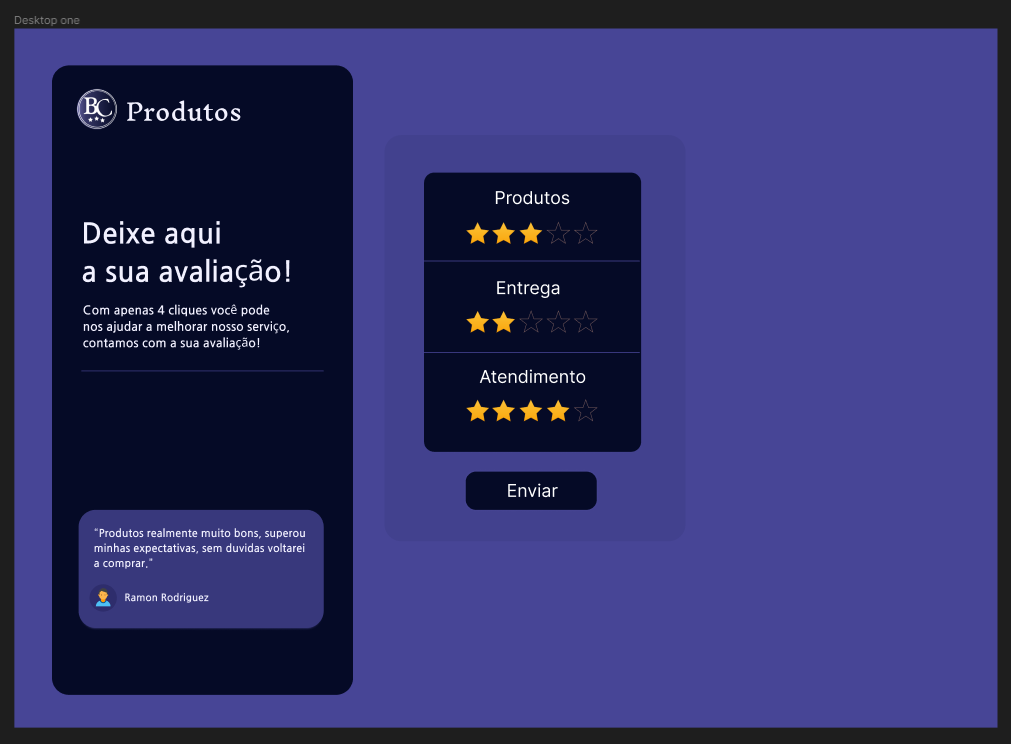 Desktop one
BC Produtos
Deixe aqui
a sua avaliação!
Com apenas 4 cliques você pode
nos ajudar a melhorar nosso serviço,
contamos com a sua avaliação!
"Produtos realmente muito bons, superou
minhas expectativas, sem duvidas voltarei
a comprar."
Ramon Rodriguez
Produtos
Entrega
Atendimento
Enviar